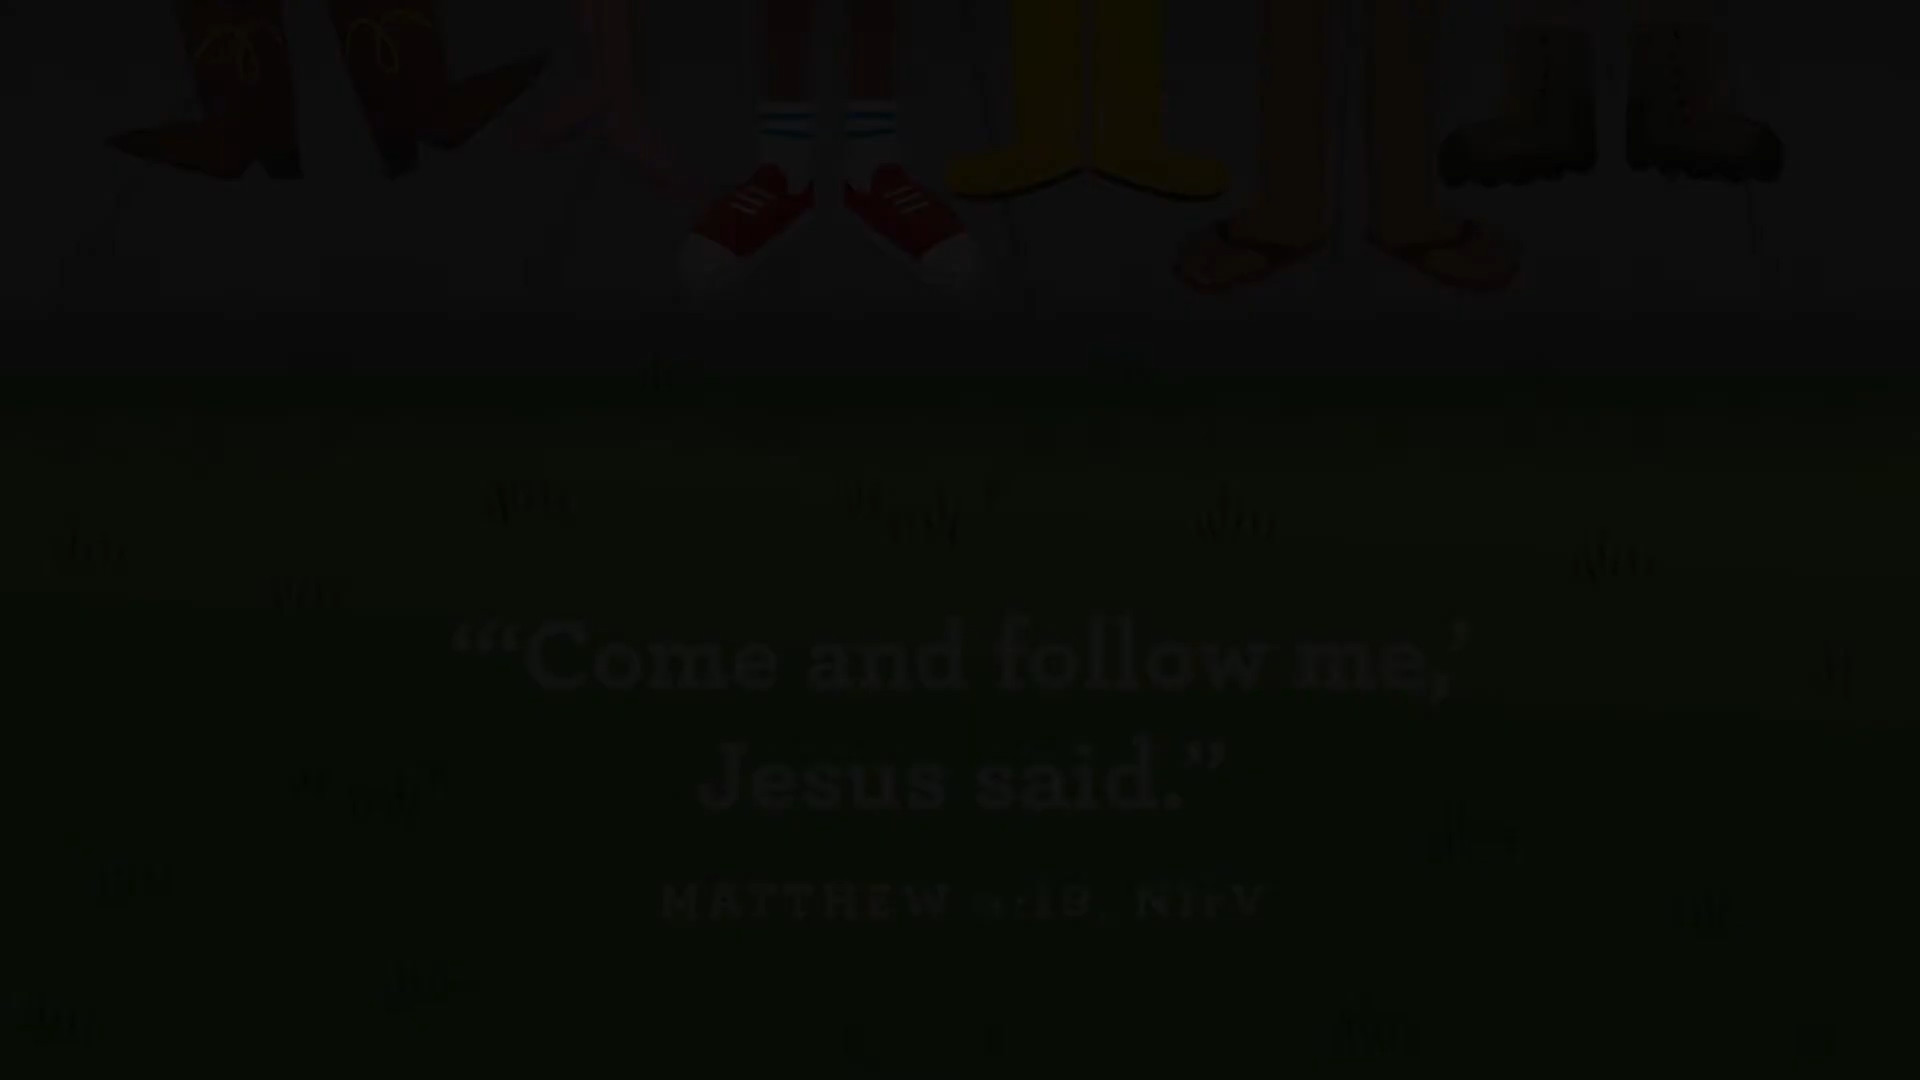 “‘Come and follow me,’
Jesus said.”
MATTHEW 4:19, NIrV